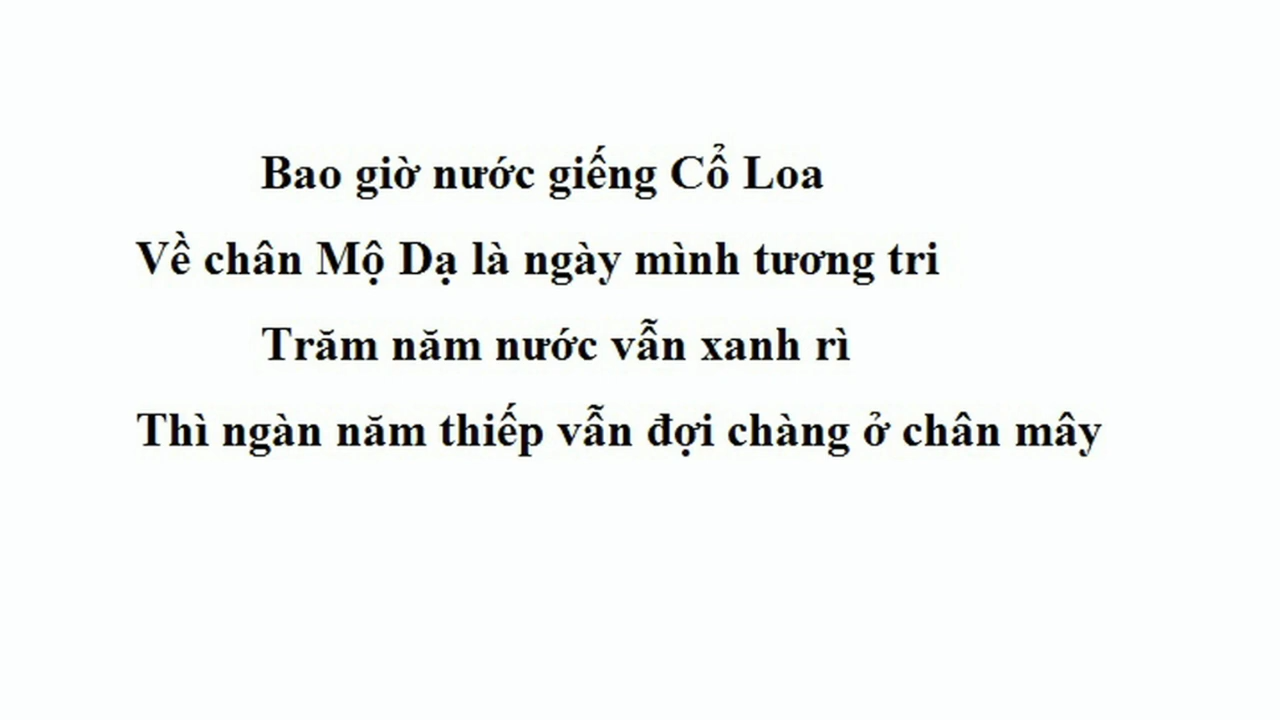 Bao giờ nước giếng Cổ Loa
Về chân Mộ Dạ là ngày mình tương tri
Trăm năm nước vẫn xanh rì
Thì ngàn năm thiếp vẫn đợi chàng ở chân mây